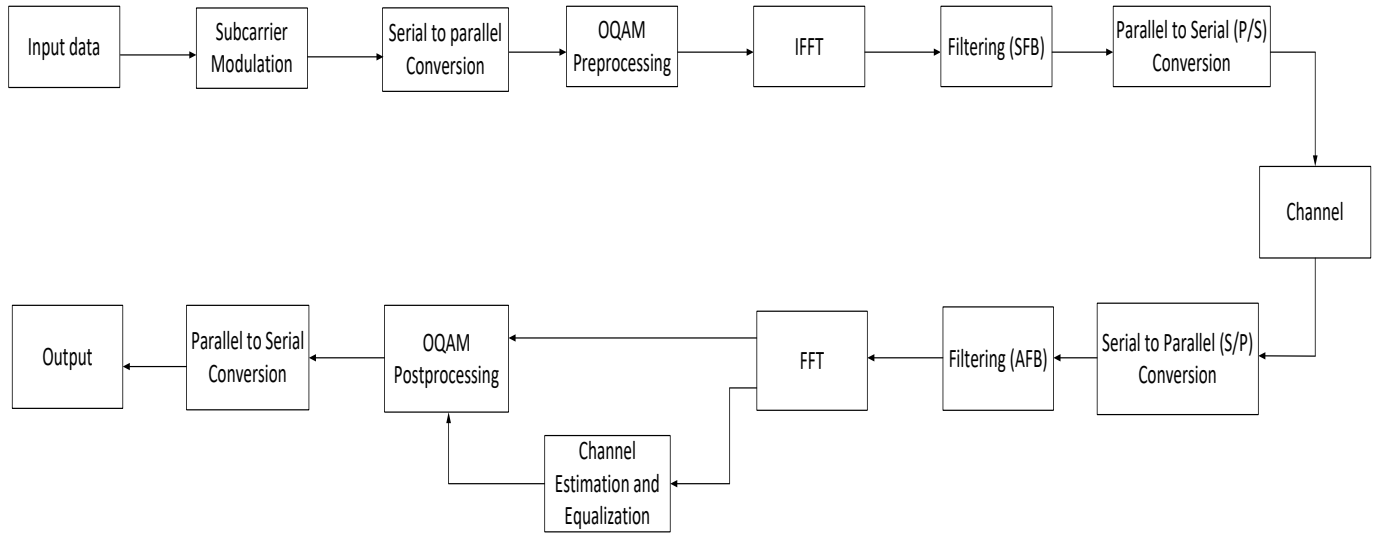 Input data
Subcarrier
Modulation
Serial to parallel
Conversion
OQAM
Preprocessing
IFFT
Filtering (SFB)
Parallel to Serial (P/S)
Conversion
Channel
Serial to Parallel (S/P)
Conversion
Filtering (AFB)
FFT
Channel
Estimation and
Equalization
OQAM
Postprocessing
Parallel to Serial
Conversion
Output